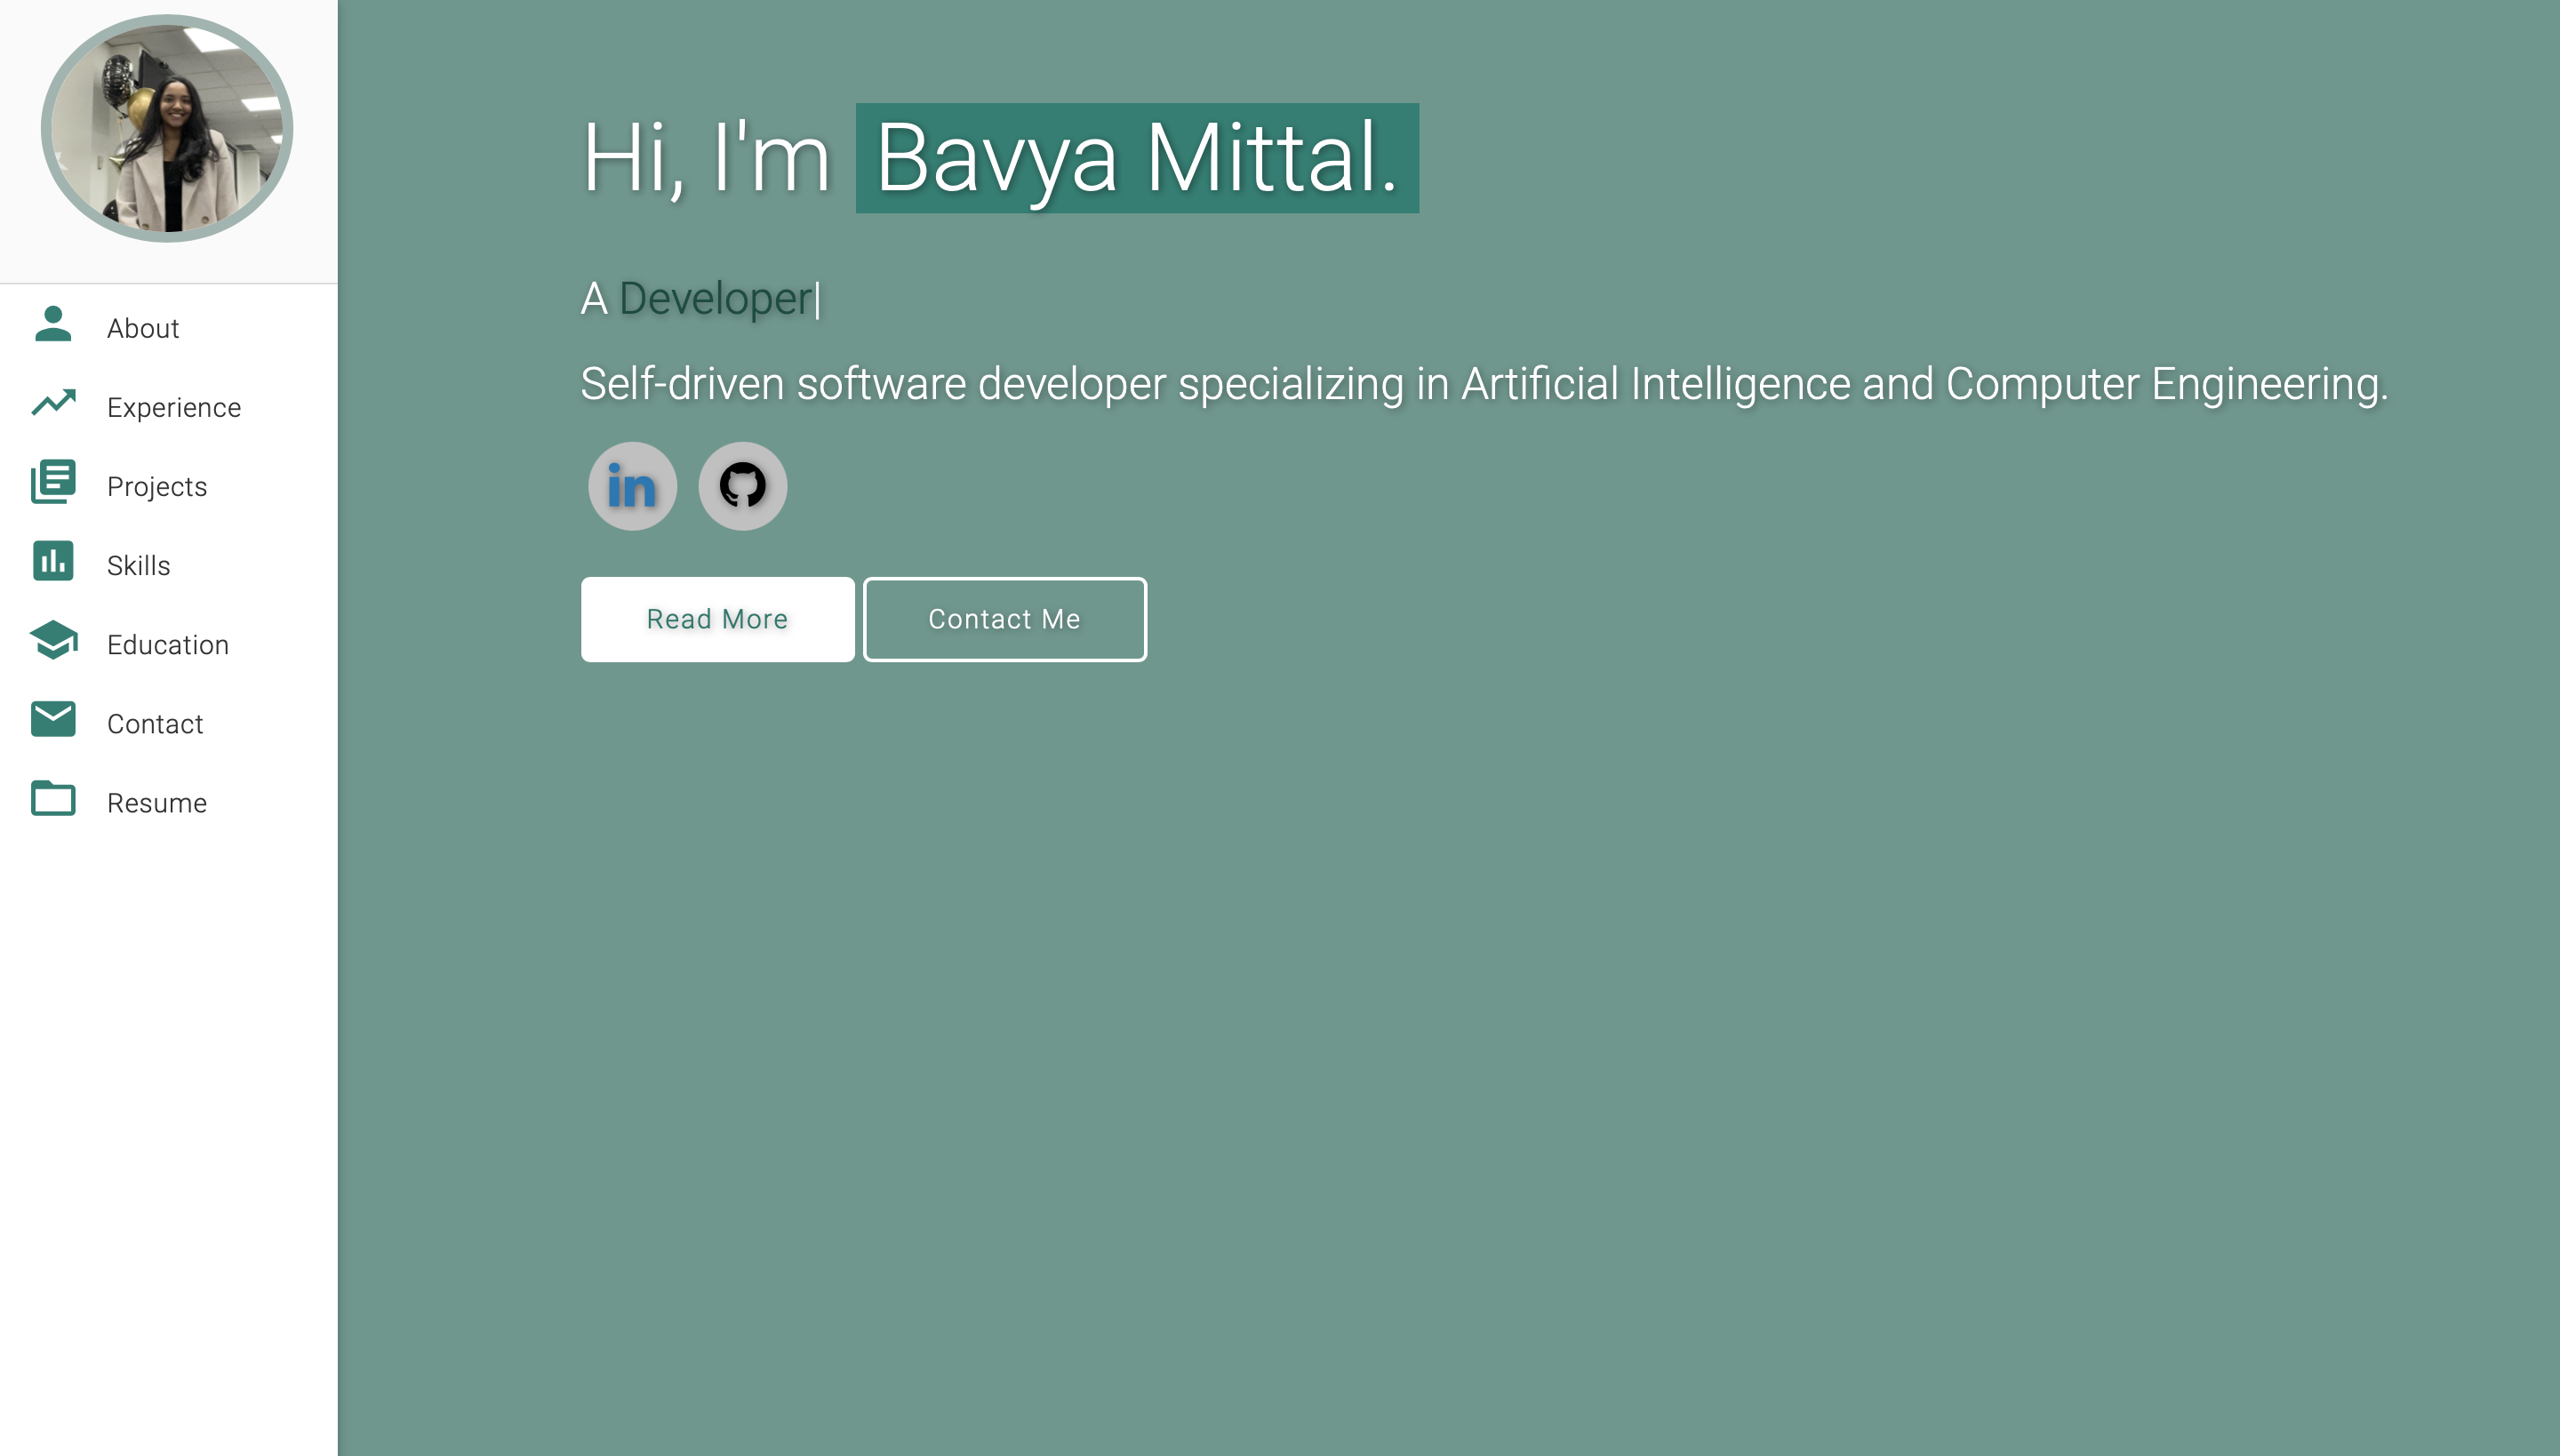 About
Experience
Projects
Skills
Education
Contact
Resume
Hi, I'm Bavya Mittal.
A Developer|
Self-driven software developer specializing in Artificial Intelligence and Computer Engineering.
in
Read More
Contact Me